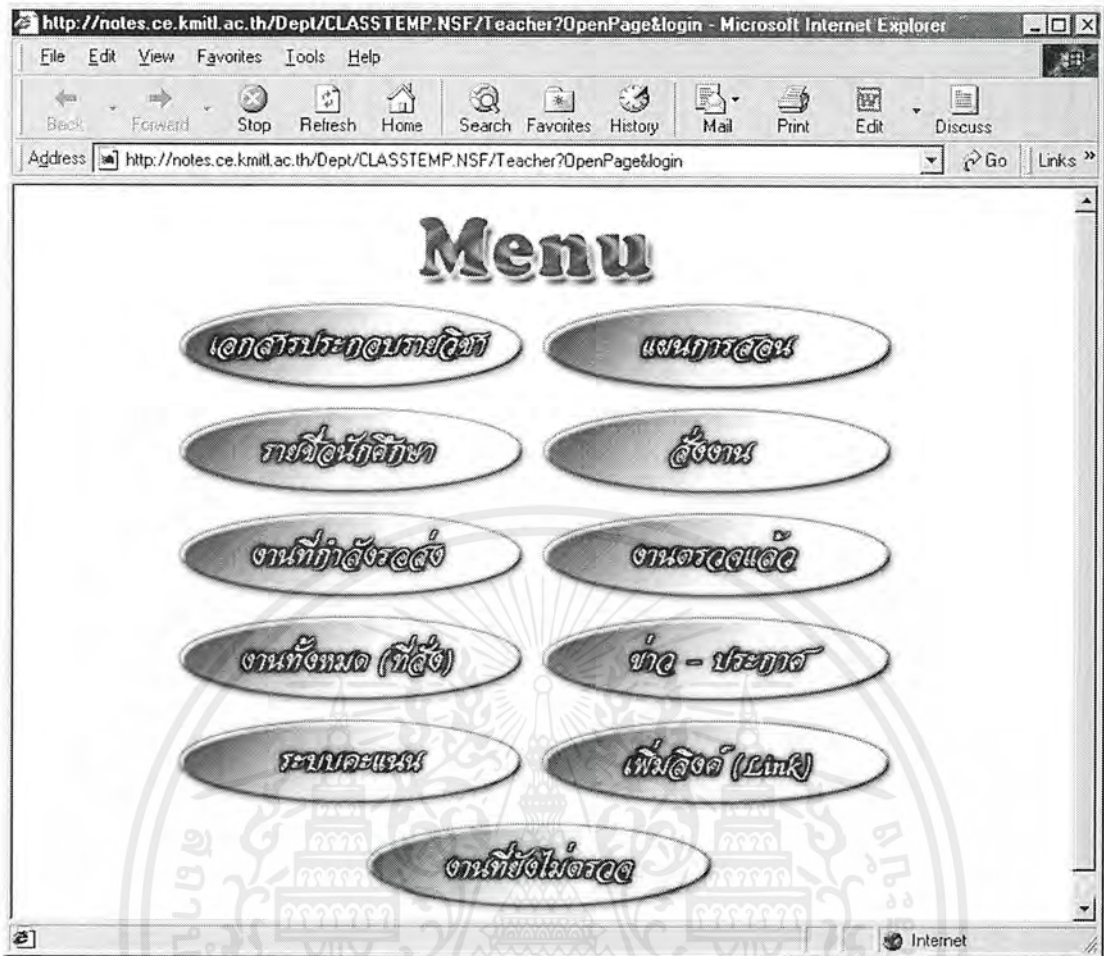 http://notes.ce.kmitl.ac.th/Dept/CLASSTEMP.NSF/Teacher?OpenPage&login - Microsoft Internet Explorer
File Edit View Favorites Tools Help
Back Forward Stop Refresh Home Search Favorites History Mail Print Edit Discuss
Address http://notes.ce.kmitl.ac.th/Dept/CLASSTEMP.NSF/Teacher?OpenPage&login Go Links »
Menu
เอกสารประกอบรายวิชา แผนการสอน
รายชื่อนักศึกษา สั่งงาน
งานที่กำลังรอส่ง งานตรวจแล้ว
งานทั้งหมด (ที่สั่ง) ข่าว - ประกาศ
ระบบคะแนน เพิ่มลิงค์ (Link)
งานที่ยังไม่ตรวจ
Internet